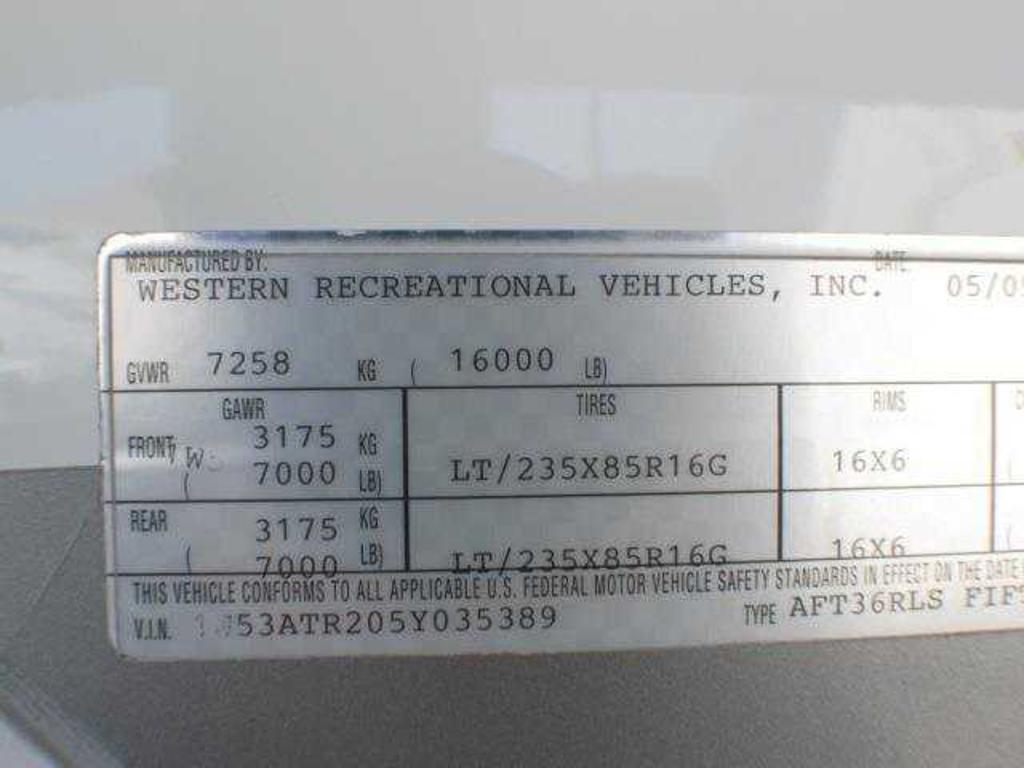 MANUFACTURED BY: DATE
WESTERN RECREATIONAL VEHICLES, INC. 05/05
GVWR 7258 KG ( 16000 LB)
GAWR TIRES RIMS
FRONT 3175 KG
( 7000 LB) LT/235X85R16G 16X6 (
REAR 3175 KG
( 7000 LB) LT/235X85R16G 16X6 (
THIS VEHICLE CONFORMS TO ALL APPLICABLE U.S. FEDERAL MOTOR VEHICLE SAFETY STANDARDS IN EFFECT ON THE DATE
V.I.N. 53ATR205Y035389 TYPE AFT36RLS